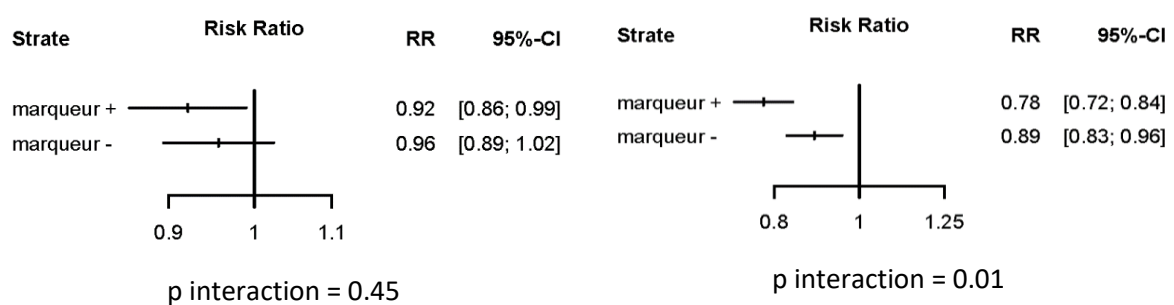 Strate Risk Ratio RR 95%-CI
marqueur + 0.92 [0.86; 0.99]
marqueur - 0.96 [0.89; 1.02]
0.9 1 1.1
p interaction = 0.45
Strate Risk Ratio RR 95%-CI
marqueur + 0.78 [0.72; 0.84]
marqueur - 0.89 [0.83; 0.96]
0.8 1 1.25
p interaction = 0.01